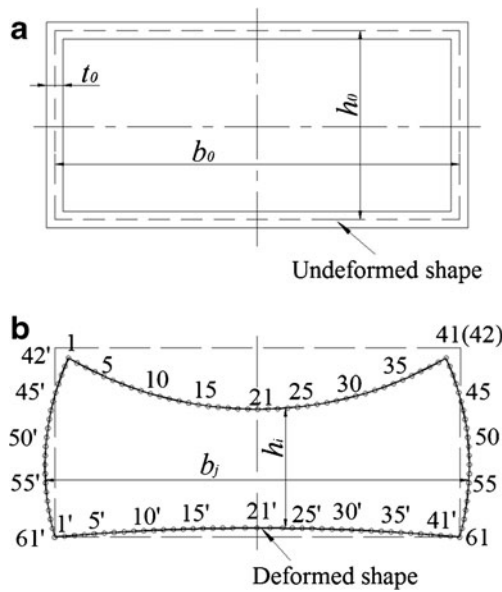 a
t₀
h₀
b₀
Undeformed shape
b
1 41(42)
42' 5 35
45' 10 15 21 25 30 45
50' hᵢ 50
bⱼ
55' 55
1' 5' 10' 15' 21' 25' 30' 35' 41'
61' 61
Deformed shape